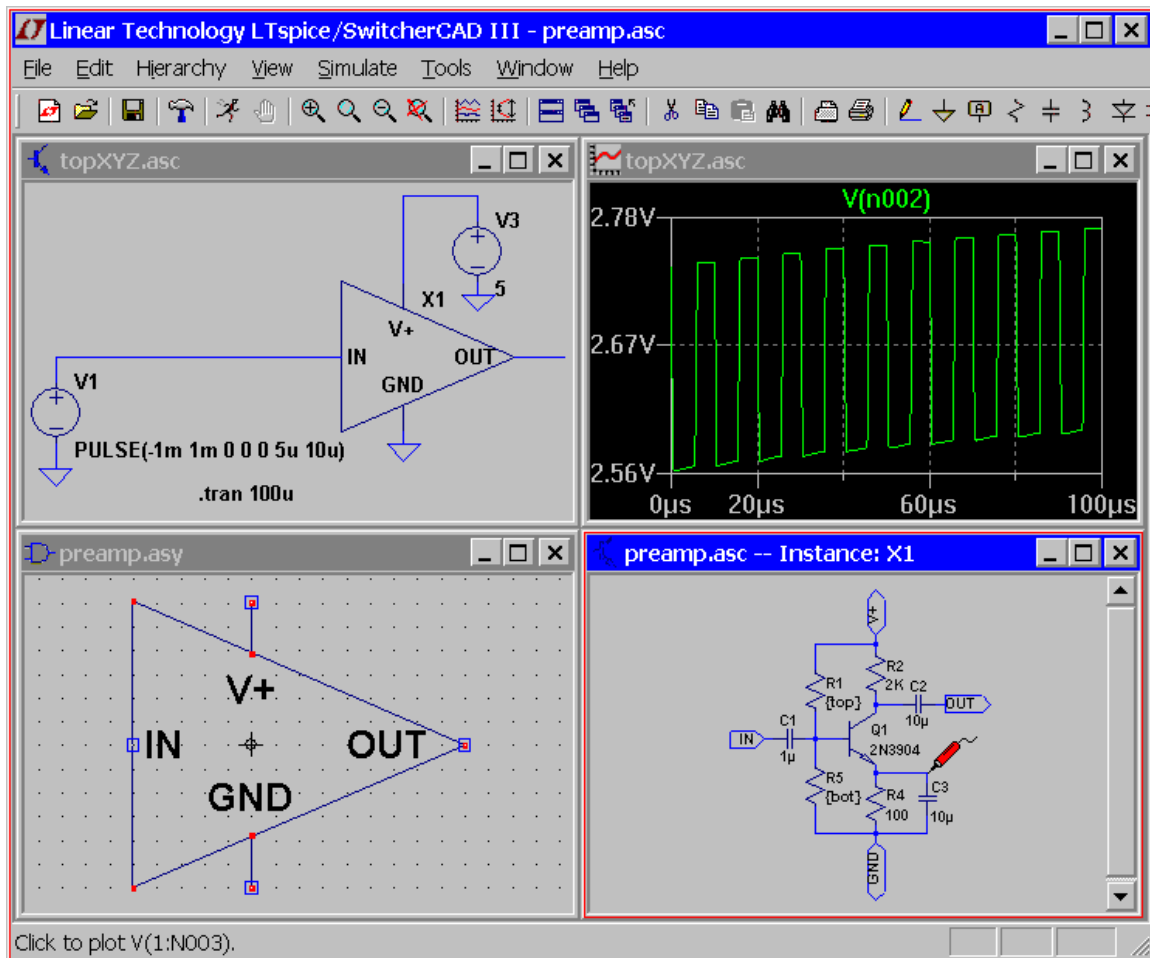 Linear Technology LTspice/SwitcherCAD III - preamp.asc
File Edit Hierarchy View Simulate Tools Window Help
topXYZ.asc
V3
5
X1
V+
IN
OUT
GND
V1
PULSE(-1m 1m 0 0 0 5u 10u)
.tran 100u
topXYZ.asc
V(n002)
2.78V
2.67V
2.56V
0µs 20µs 60µs 100µs
preamp.asy
V+
IN
OUT
GND
preamp.asc -- Instance: X1
V+
R2
2K
R1
{top}
C2
10µ
OUT
C1
1µ
IN
Q1
2N3904
R5
{bot}
R4
100
C3
10µ
GND
Click to plot V(1:N003).